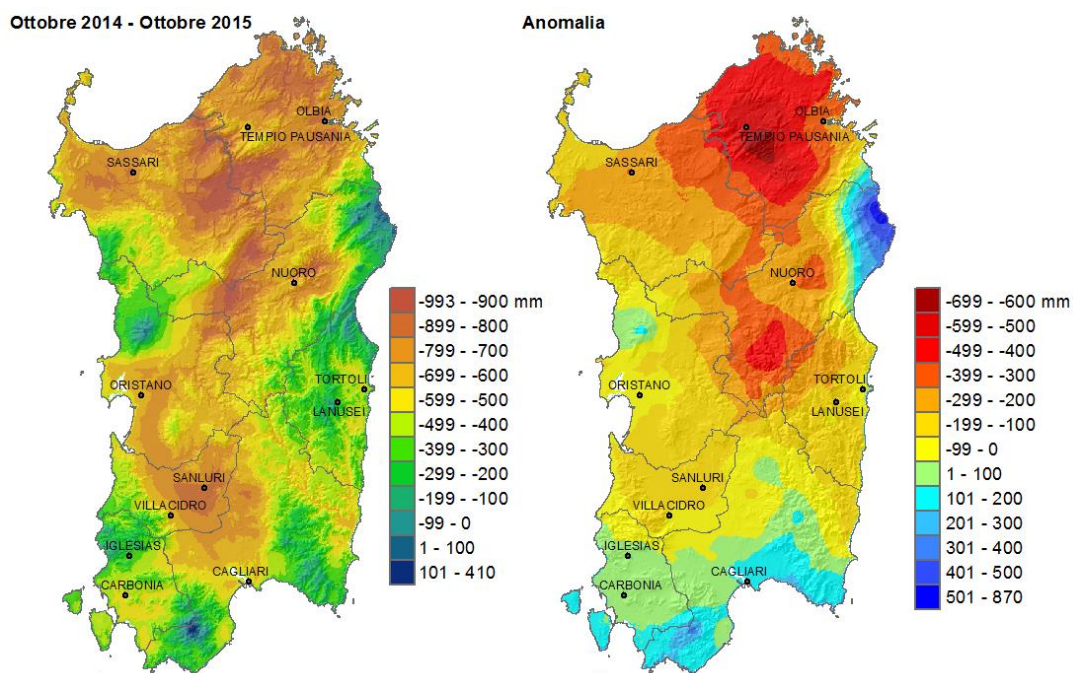 Ottobre 2014 - Ottobre 2015
OLBIA
TEMPIO PAUSANIA
SASSARI
NUORO
ORISTANO
TORTOLI
LANUSEI
SANLURI
VILLACIDRO
IGLESIAS
CARBONIA
CAGLIARI
-993 - -900 mm
-899 - -800
-799 - -700
-699 - -600
-599 - -500
-499 - -400
-399 - -300
-299 - -200
-199 - -100
-99 - 0
1 - 100
101 - 410
Anomalia
OLBIA
TEMPIO PAUSANIA
SASSARI
NUORO
ORISTANO
TORTOLI
LANUSEI
SANLURI
VILLACIDRO
IGLESIAS
CARBONIA
CAGLIARI
-699 - -600 mm
-599 - -500
-499 - -400
-399 - -300
-299 - -200
-199 - -100
-99 - 0
1 - 100
101 - 200
201 - 300
301 - 400
401 - 500
501 - 870